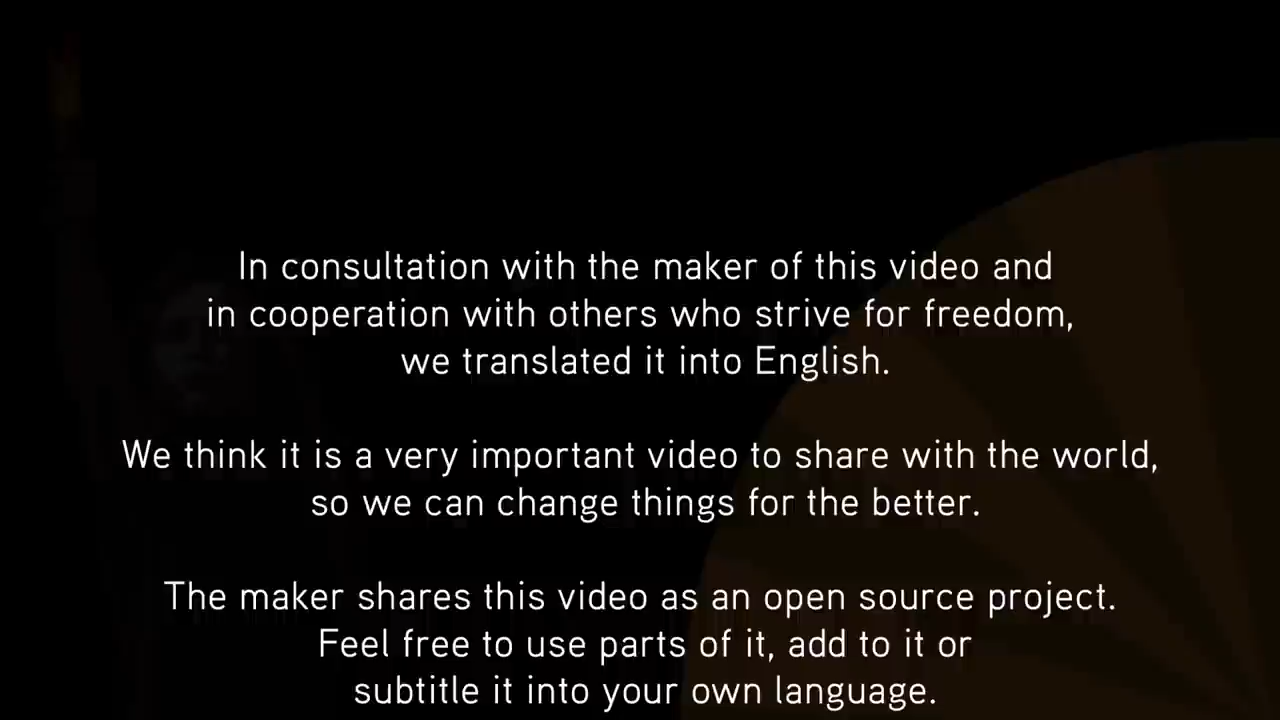 In consultation with the maker of this video and
in cooperation with others who strive for freedom,
we translated it into English.
We think it is a very important video to share with the world,
so we can change things for the better.
The maker shares this video as an open source project.
Feel free to use parts of it, add to it or
subtitle it into your own language.